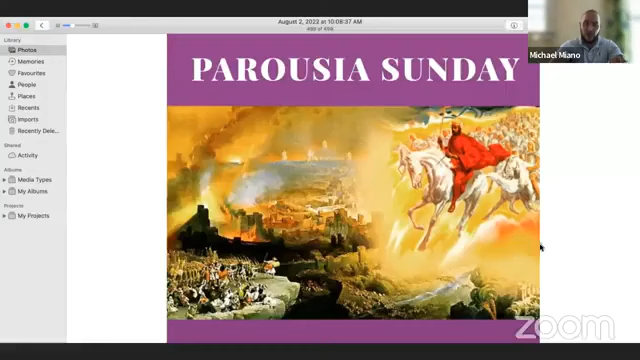 August 2, 2022 at 10:08:37 AM
Library
Photos
Memories
Favourites
People
Places
Recents
Imports
Recently Dele...
Shared
Activity
Albums
Media Types
My Albums
Projects
My Projects
PAROUSIA SUNDAY
Michael Miano
zoom